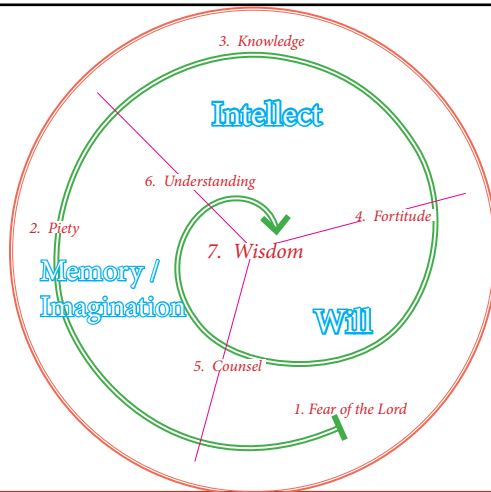 3. Knowledge
Intellect
6. Understanding
4. Fortitude
2. Piety
7. Wisdom
Memory /
Imagination
Will
5. Counsel
1. Fear of the Lord